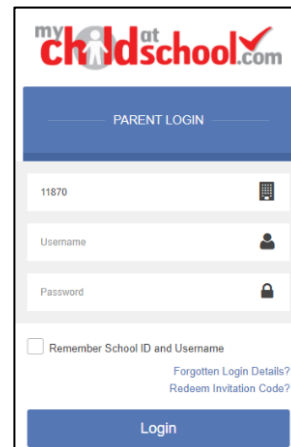 my child at school.com
PARENT LOGIN
11870
Username
Password
Remember School ID and Username
Forgotten Login Details?
Redeem Invitation Code?
Login